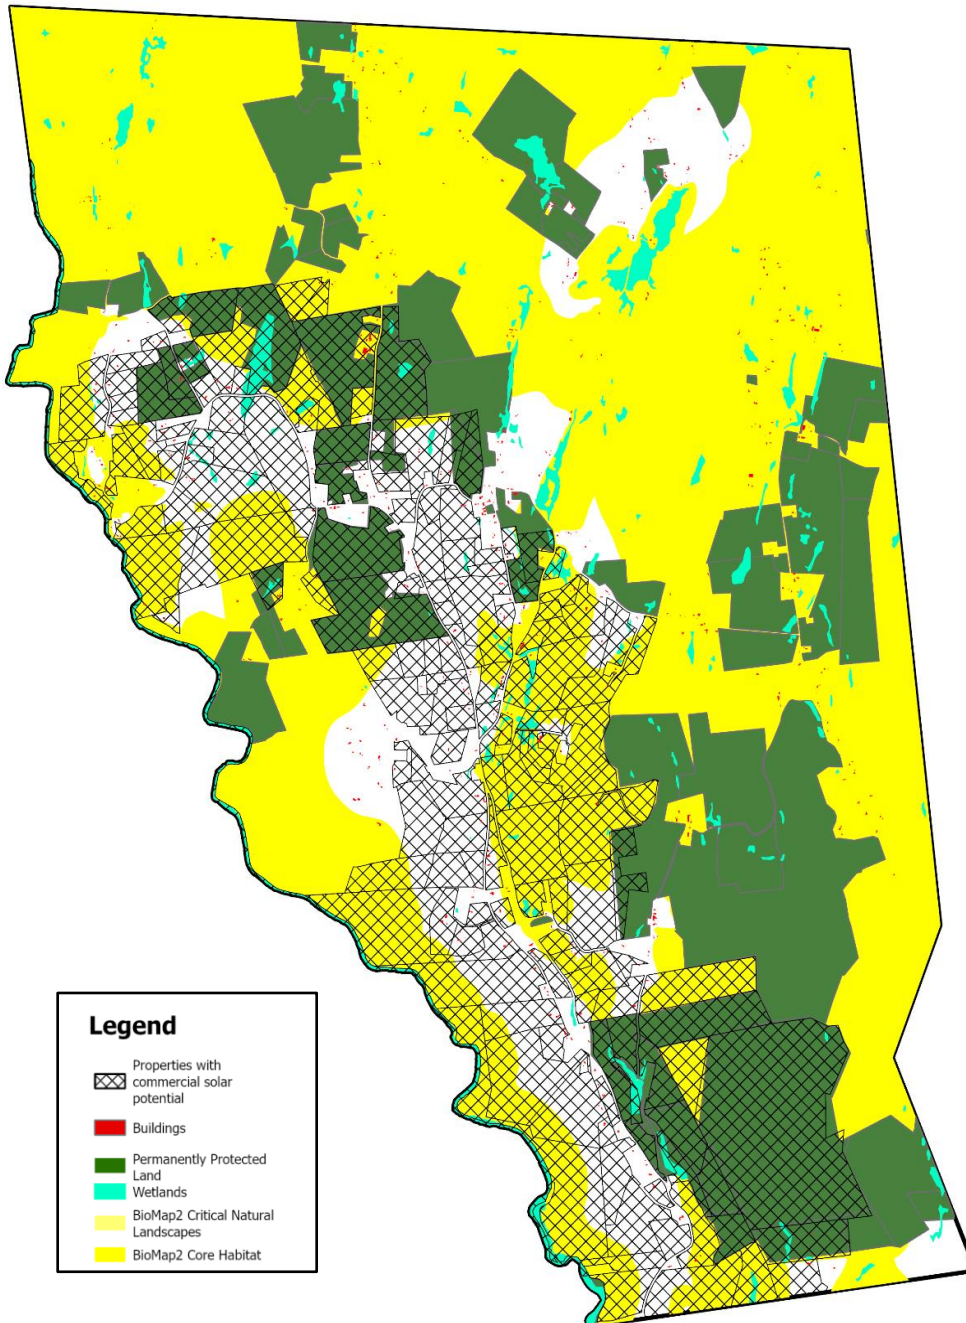 Legend
Properties with
commercial solar
potential
Buildings
Permanently Protected
Land
Wetlands
BioMap2 Critical Natural
Landscapes
BioMap2 Core Habitat